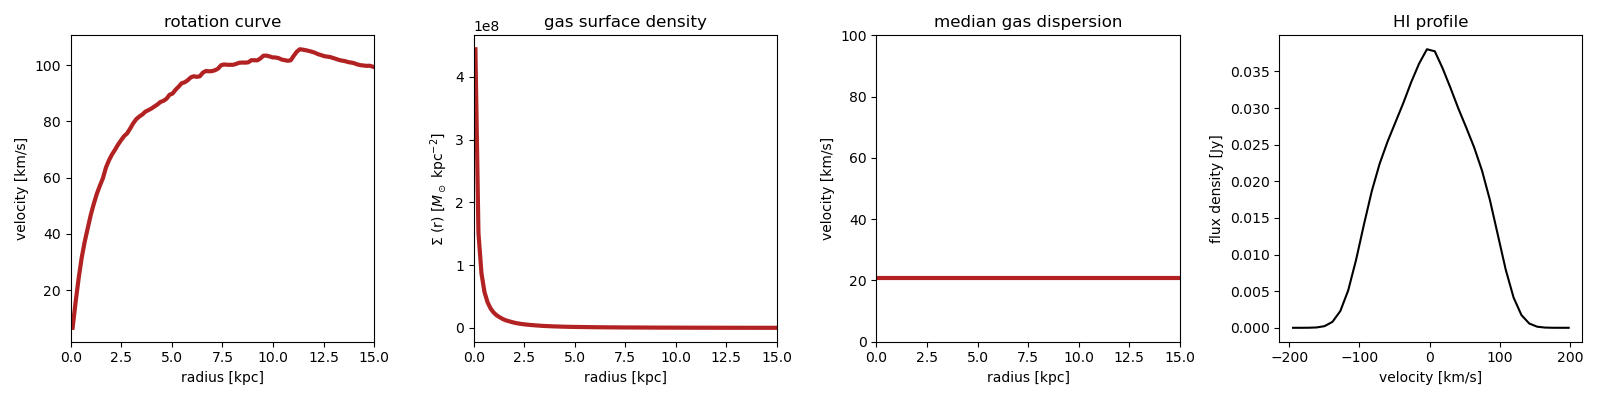 rotation curve
velocity [km/s]
100
80
60
40
20
0.0 2.5 5.0 7.5 10.0 12.5 15.0
radius [kpc]
gas surface density
1e8
Σ (r) [M⊙ kpc−2]
4
3
2
1
0
0.0 2.5 5.0 7.5 10.0 12.5 15.0
radius [kpc]
median gas dispersion
velocity [km/s]
100
80
60
40
20
0
0.0 2.5 5.0 7.5 10.0 12.5 15.0
radius [kpc]
HI profile
flux density [Jy]
0.035
0.030
0.025
0.020
0.015
0.010
0.005
0.000
−200 −100 0 100 200
velocity [km/s]